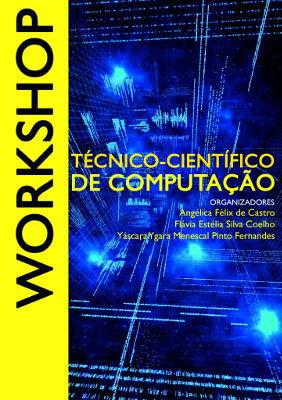 WORKSHOP
TÉCNICO-CIENTÍFICO
DE COMPUTAÇÃO
ORGANIZADORES
Angélica Félix de Castro
Flávia Estélia Silva Coelho
Yáscara Ygara Menescal Pinto Fernandes